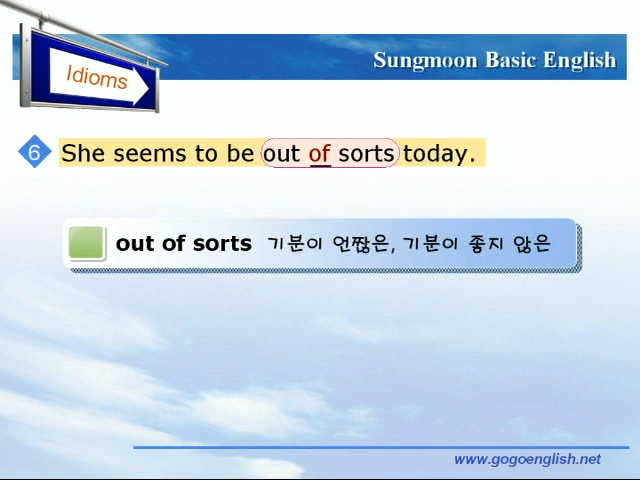 Sungmoon Basic English
Idioms
6 She seems to be out of sorts today.
out of sorts 기분이 언짢은, 기분이 좋지 않은
www.gogoenglish.net